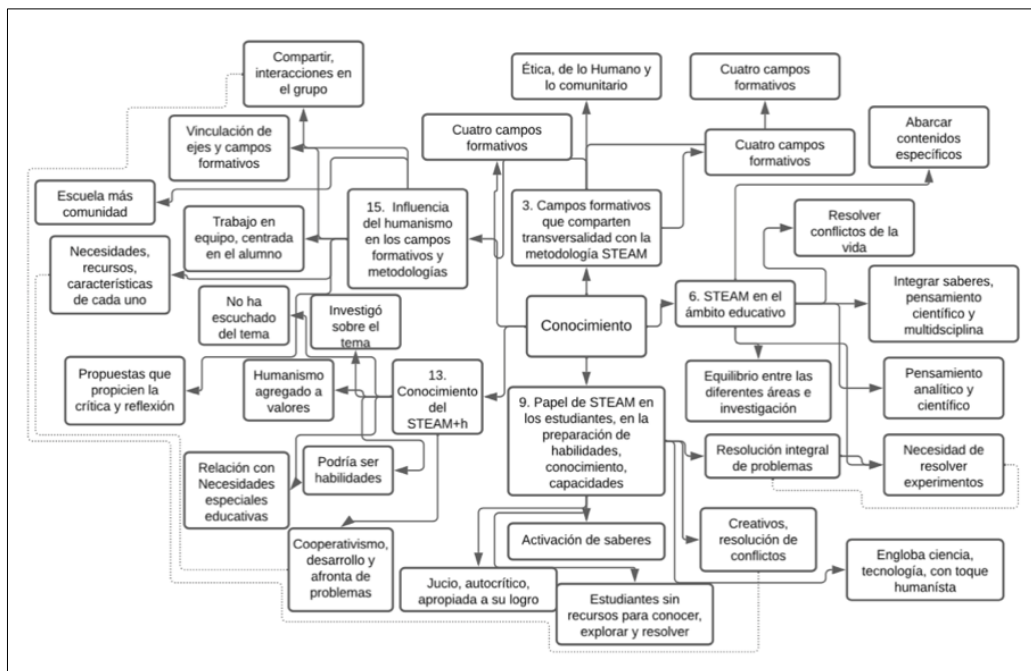 Compartir,
interacciones en
el grupo
Ética, de lo Humano y
lo comunitario
Cuatro campos
formativos
Abarcar
contenidos
específicos
Vinculación de
ejes y campos
formativos
Cuatro campos
formativos
Cuatro campos
formativos
Escuela más
comunidad
15. Influencia
del humanismo
en los campos
formativos y
metodologías
3. Campos formativos
que comparten
transversalidad con la
metodología STEAM
Resolver
conflictos de la
vida
Trabajo en
equipo, centrada
en el alumno
Necesidades,
recursos,
características
de cada uno
No ha
escuchado
del tema
Investigó
sobre el
tema
Conocimiento
6. STEAM en el
ámbito educativo
Integrar saberes,
pensamiento
científico y
multidsciplina
Propuestas que
propicien la
crítica y reflexión
Humanismo
agregado a
valores
13.
Conocimiento
del
STEAM+h
Equilibrio entre las
diferentes áreas e
investigación
Pensamiento
analítico y
científico
9. Papel de STEAM en
los estudiantes, en la
preparación de
habilidades,
conocimiento,
capacidades
Relación con
Necesidades
especiales
educativas
Podría ser
habilidades
Resolución integral
de problemas
Necesidad de
resolver
experimentos
Cooperativismo,
desarrollo y
afronta de
problemas
Activación de saberes
Creativos,
resolución de
conflictos
Engloba ciencia,
tecnología, con toque
humanísta
Jucio, autocrítico,
apropiada a su logro
Estudiantes sin
recursos para conocer,
explorar y resolver